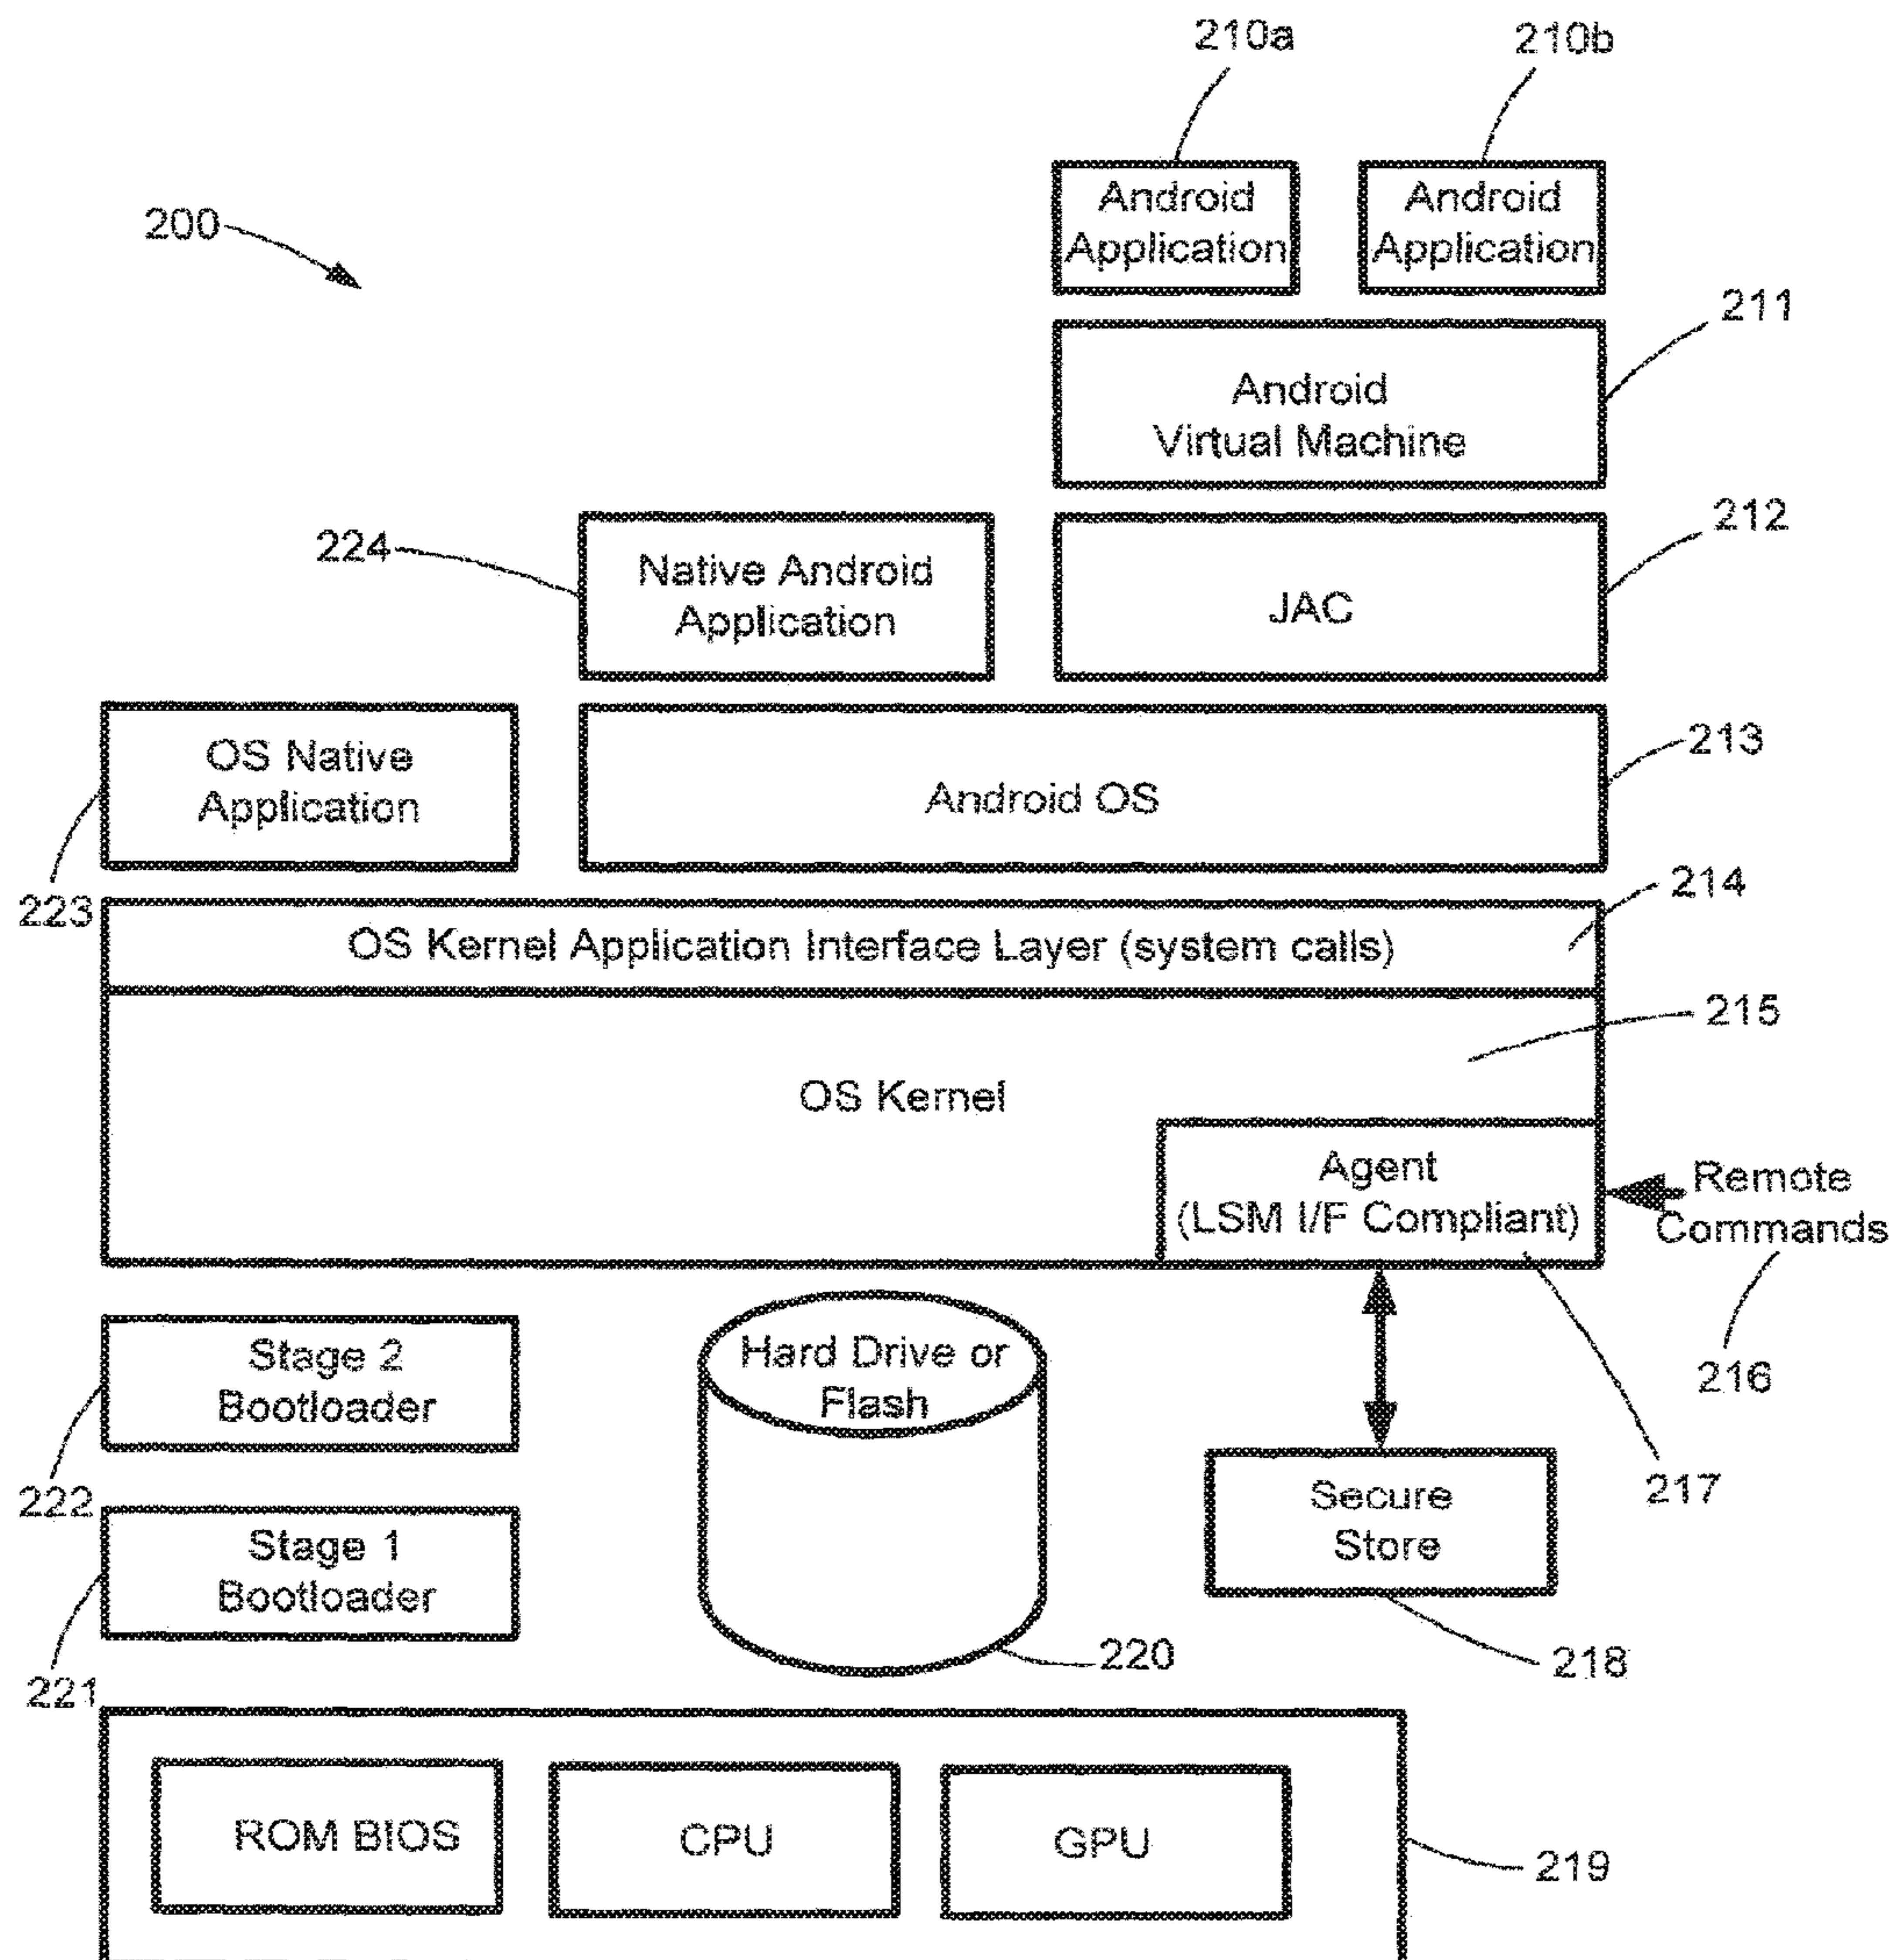 210a
210b
200
Android
Application
Android
Application
211
Android
Virtual Machine
212
224
Native Android
Application
JAC
213
OS Native
Application
Android OS
223
214
OS Kernel Application Interface Layer (system calls)
215
OS Kernel
Agent
(LSM I/F Compliant)
Remote
Commands
216
Stage 2
Bootloader
Hard Drive or
Flash
222
217
Secure
Store
Stage 1
Bootloader
220
218
221
ROM BIOS
CPU
GPU
219